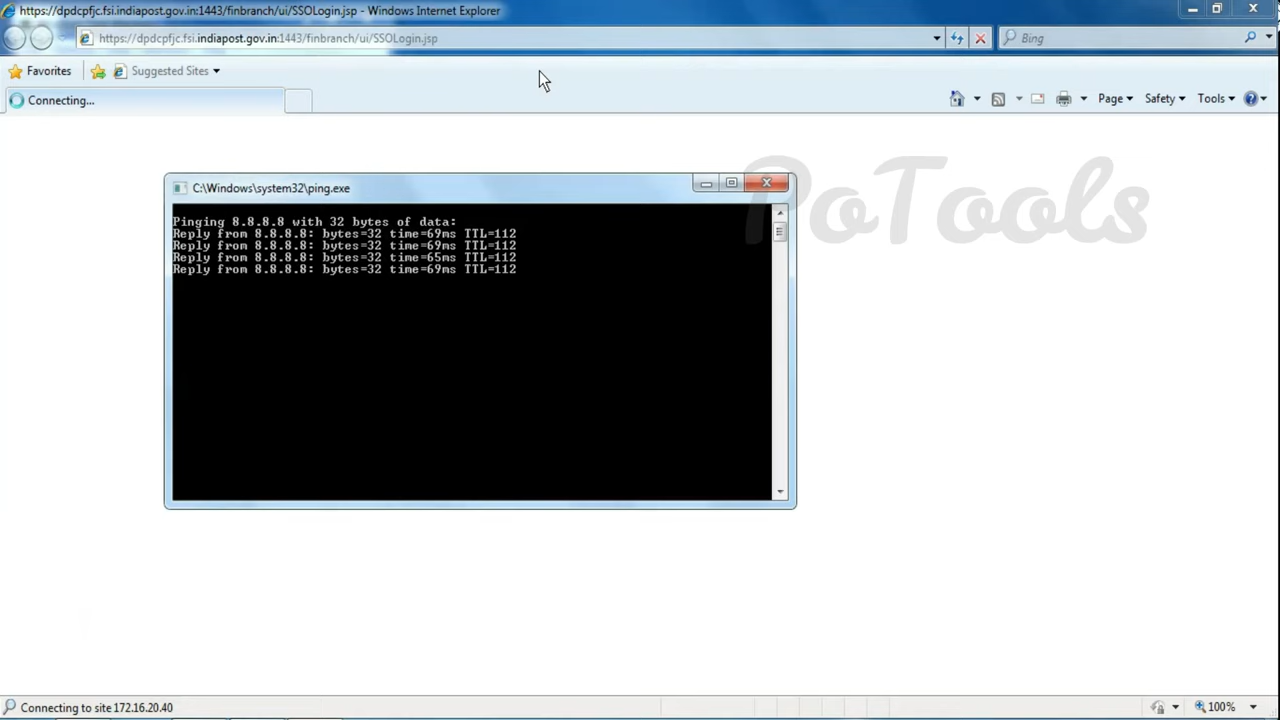 https://dpdcpfjc.fsi.indiapost.gov.in:1443/finbranch/ui/SSOLogin.jsp - Windows Internet Explorer
https://dpdcpfjc.fsi.indiapost.gov.in:1443/finbranch/ui/SSOLogin.jsp
Bing
Favorites
Suggested Sites
Connecting...
Page
Safety
Tools
PoTools
C:\Windows\system32\ping.exe
Pinging 8.8.8.8 with 32 bytes of data:
Reply from 8.8.8.8: bytes=32 time=69ms TTL=112
Reply from 8.8.8.8: bytes=32 time=69ms TTL=112
Reply from 8.8.8.8: bytes=32 time=65ms TTL=112
Reply from 8.8.8.8: bytes=32 time=69ms TTL=112
Connecting to site 172.16.20.40
100%